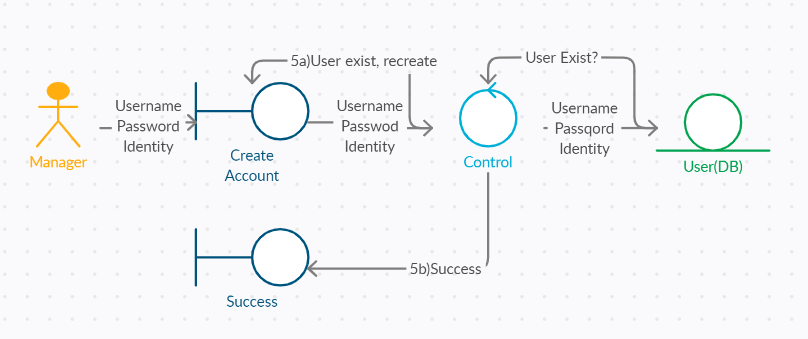 5a)User exist, recreate
User Exist?
Username
Password
Identity
Username
Passwod
Identity
Username
Passqord
Identity
Manager
Create
Account
Control
User(DB)
5b)Success
Success